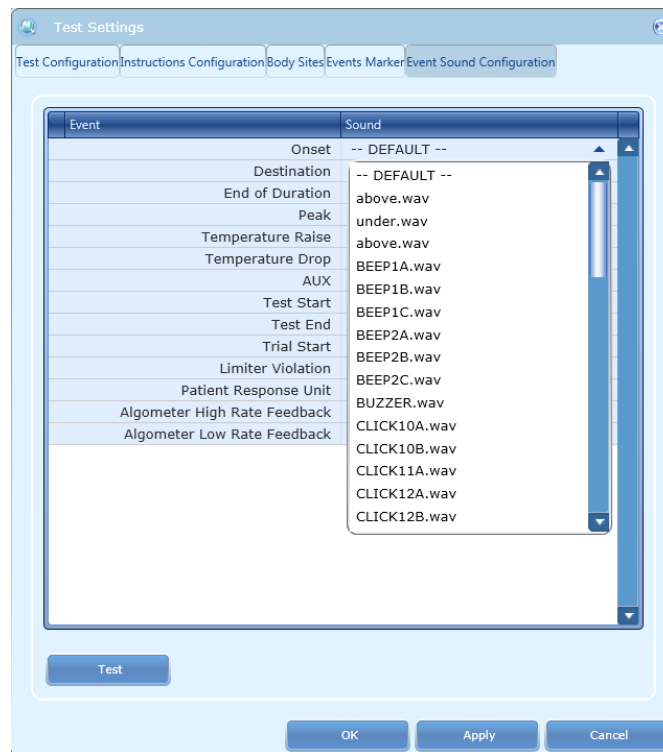 Test Settings
Test Configuration Instructions Configuration Body Sites Events Marker Event Sound Configuration
Event Sound
Onset -- DEFAULT --
Destination -- DEFAULT --
End of Duration above.wav
Peak under.wav
Temperature Raise above.wav
Temperature Drop BEEP1A.wav
AUX BEEP1B.wav
Test Start BEEP1C.wav
Test End BEEP2A.wav
Trial Start BEEP2B.wav
Limiter Violation BEEP2C.wav
Patient Response Unit BUZZER.wav
Algometer High Rate Feedback CLICK10A.wav
Algometer Low Rate Feedback CLICK10B.wav
CLICK11A.wav
CLICK12A.wav
CLICK12B.wav
Test
OK Apply Cancel